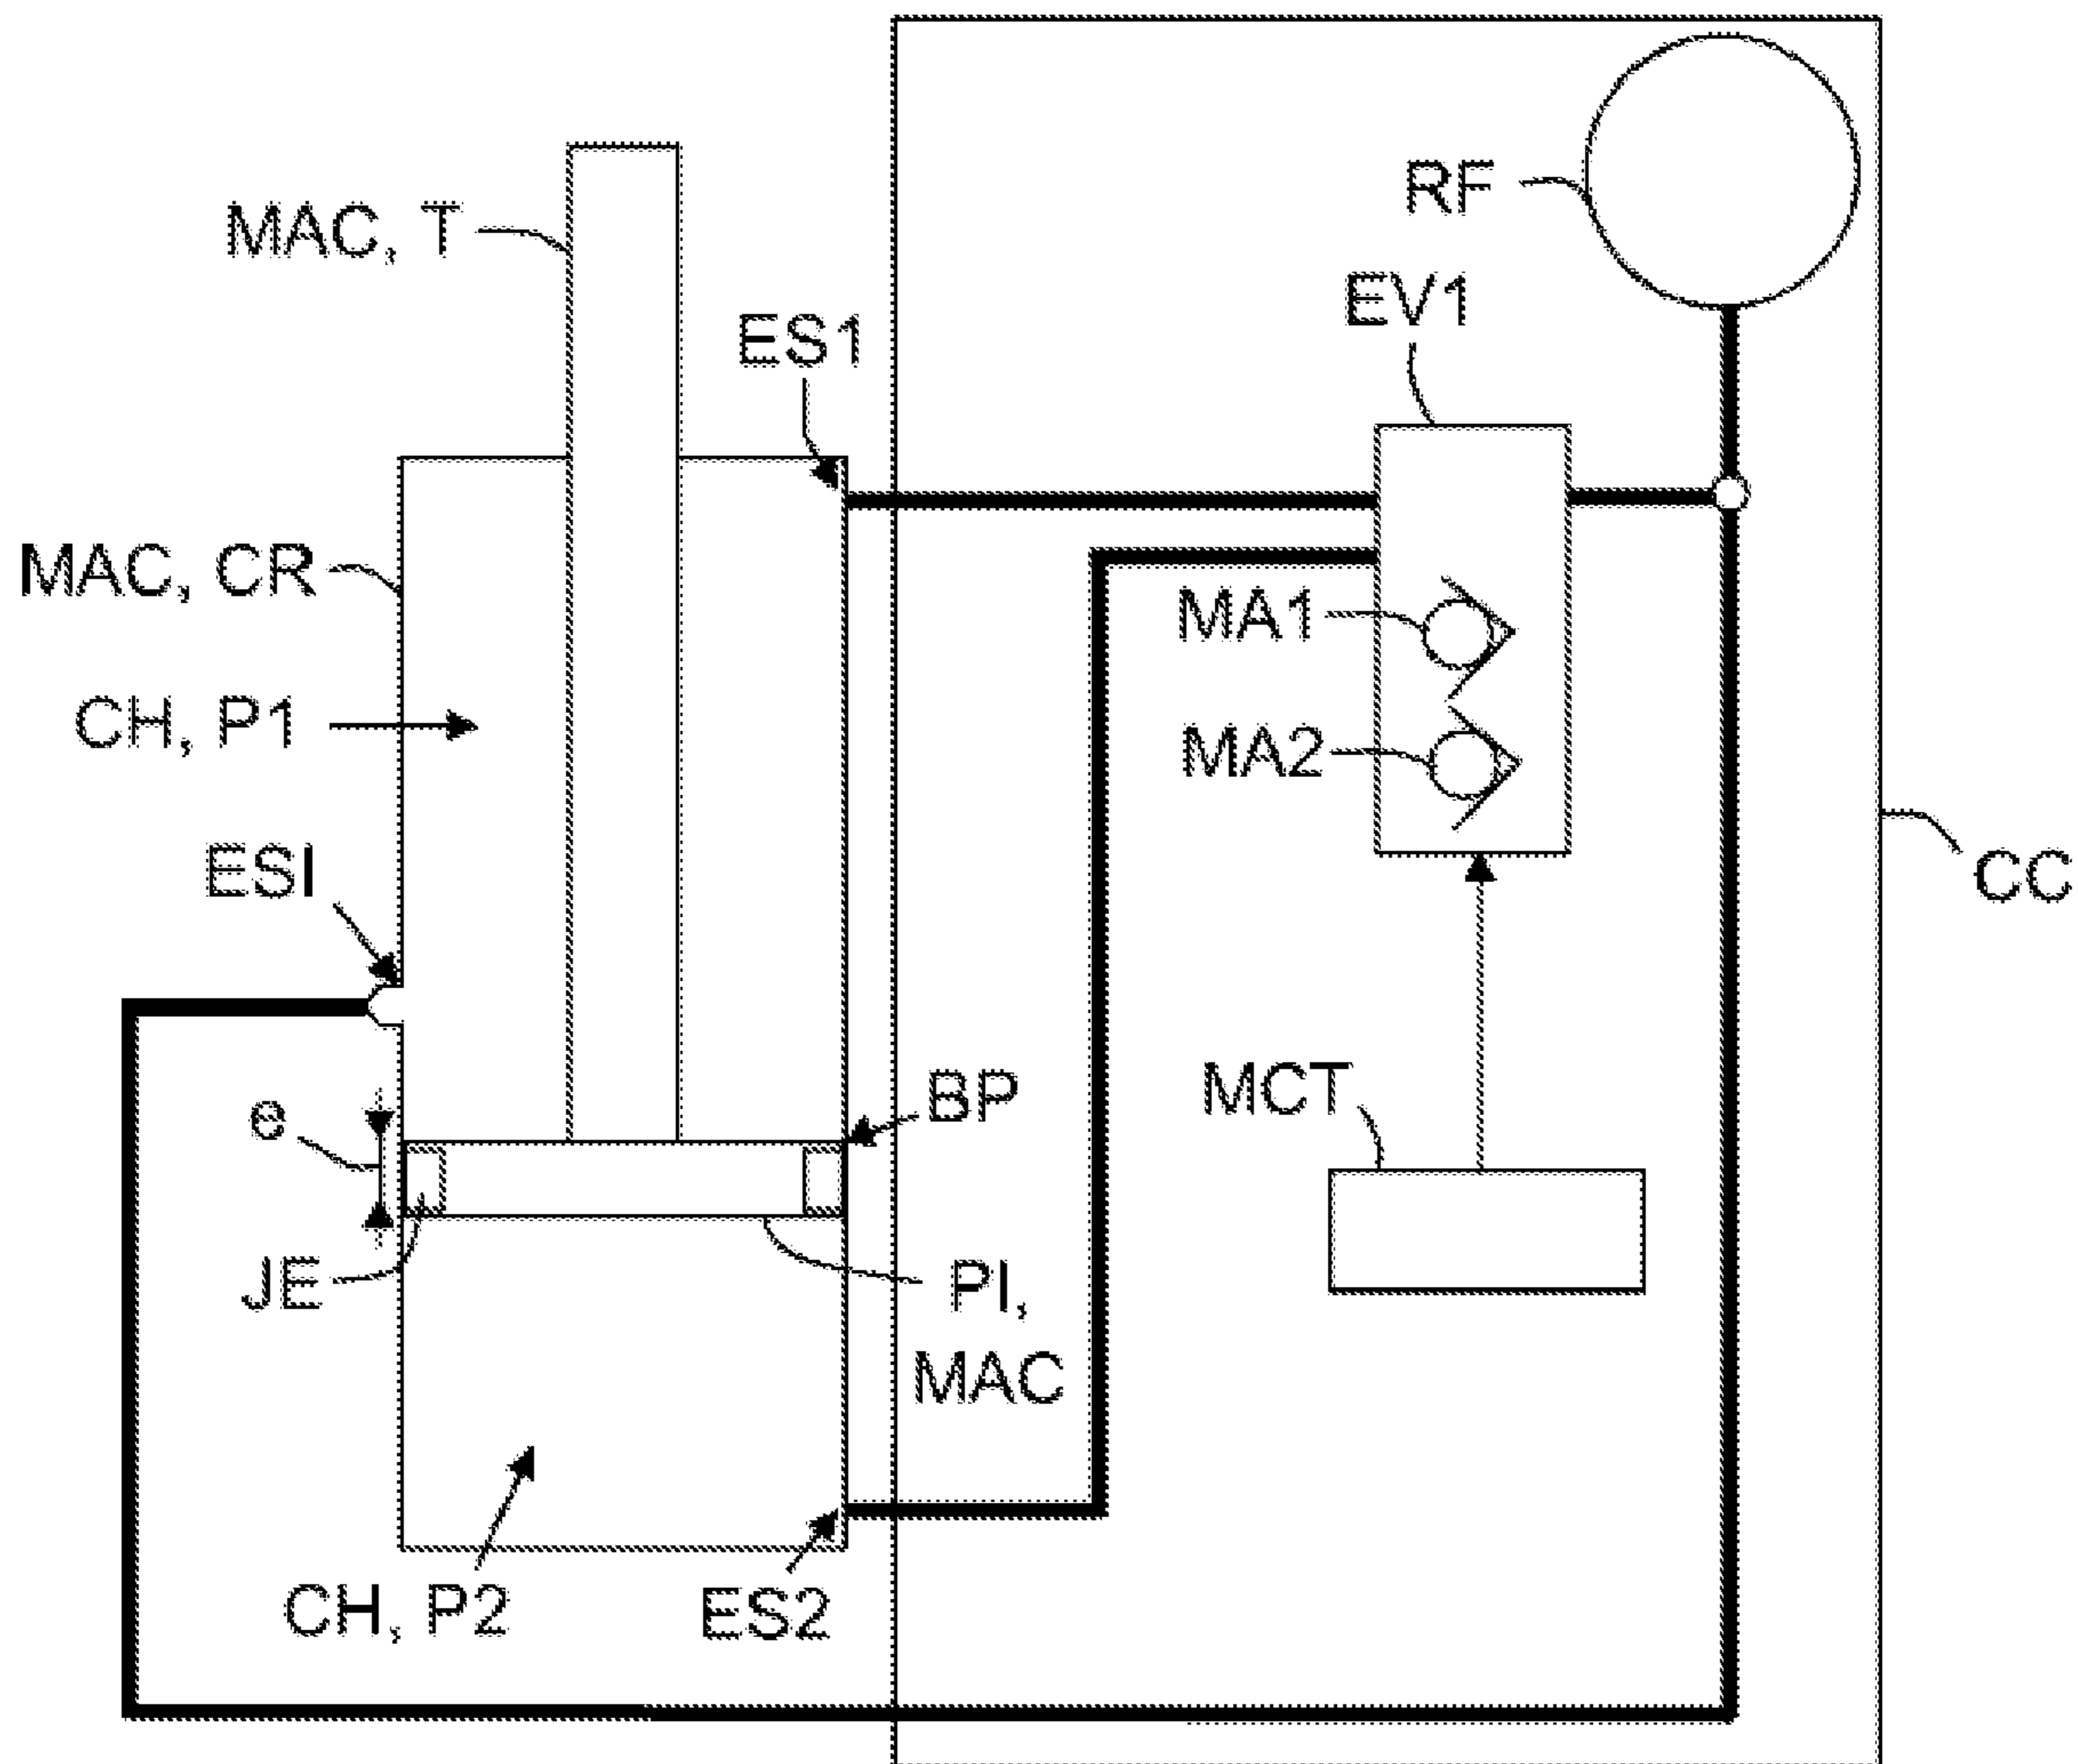 RF
MAC, T
EV1
ES1
MAC, CR
MA1
CH, P1
MA2
ESI
CC
MCT
BP
e
JE
PI,
MAC
CH, P2
ES2